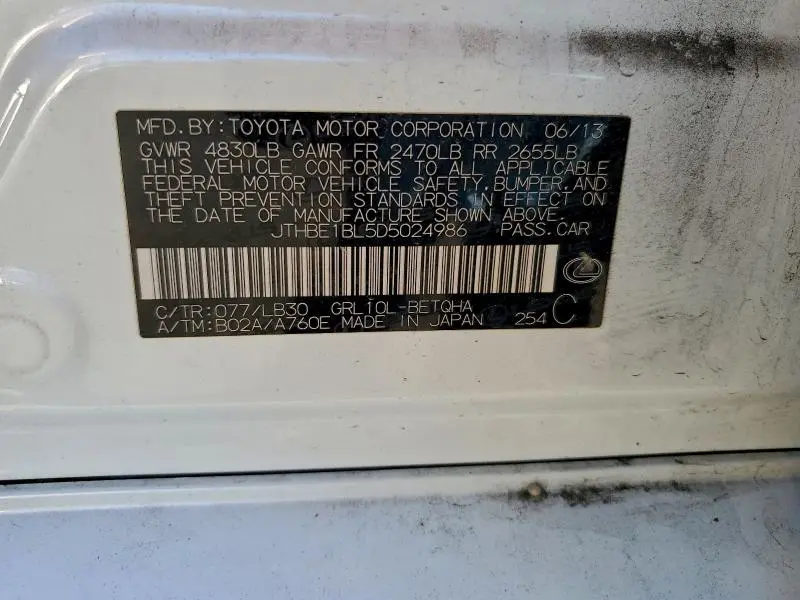 MFD.BY:TOYOTA MOTOR CORPORATION 06/13
GVWR 4830LB GAWR FR 2470LB RR 2655LB
THIS VEHICLE CONFORMS TO ALL APPLICABLE
FEDERAL MOTOR VEHICLE SAFETY,BUMPER,AND
THEFT PREVENTION STANDARDS IN EFFECT ON
THE DATE OF MANUFACTURE SHOWN ABOVE.
JTHBE1BL5D5024986 PASS.CAR
C/TR:077/LB30 GRL10L-BETQHA
A/TM:B02A/A760E MADE IN JAPAN 254 C